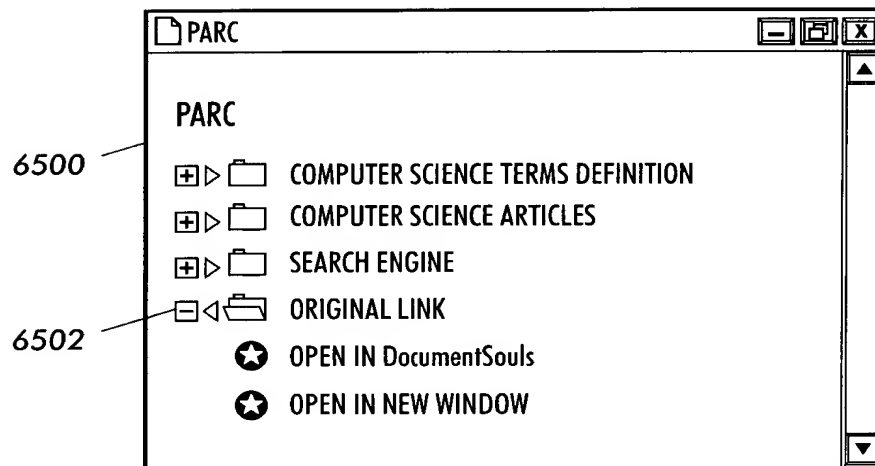 PARC
PARC
6500
COMPUTER SCIENCE TERMS DEFINITION
COMPUTER SCIENCE ARTICLES
SEARCH ENGINE
ORIGINAL LINK
6502
OPEN IN DocumentSouls
OPEN IN NEW WINDOW